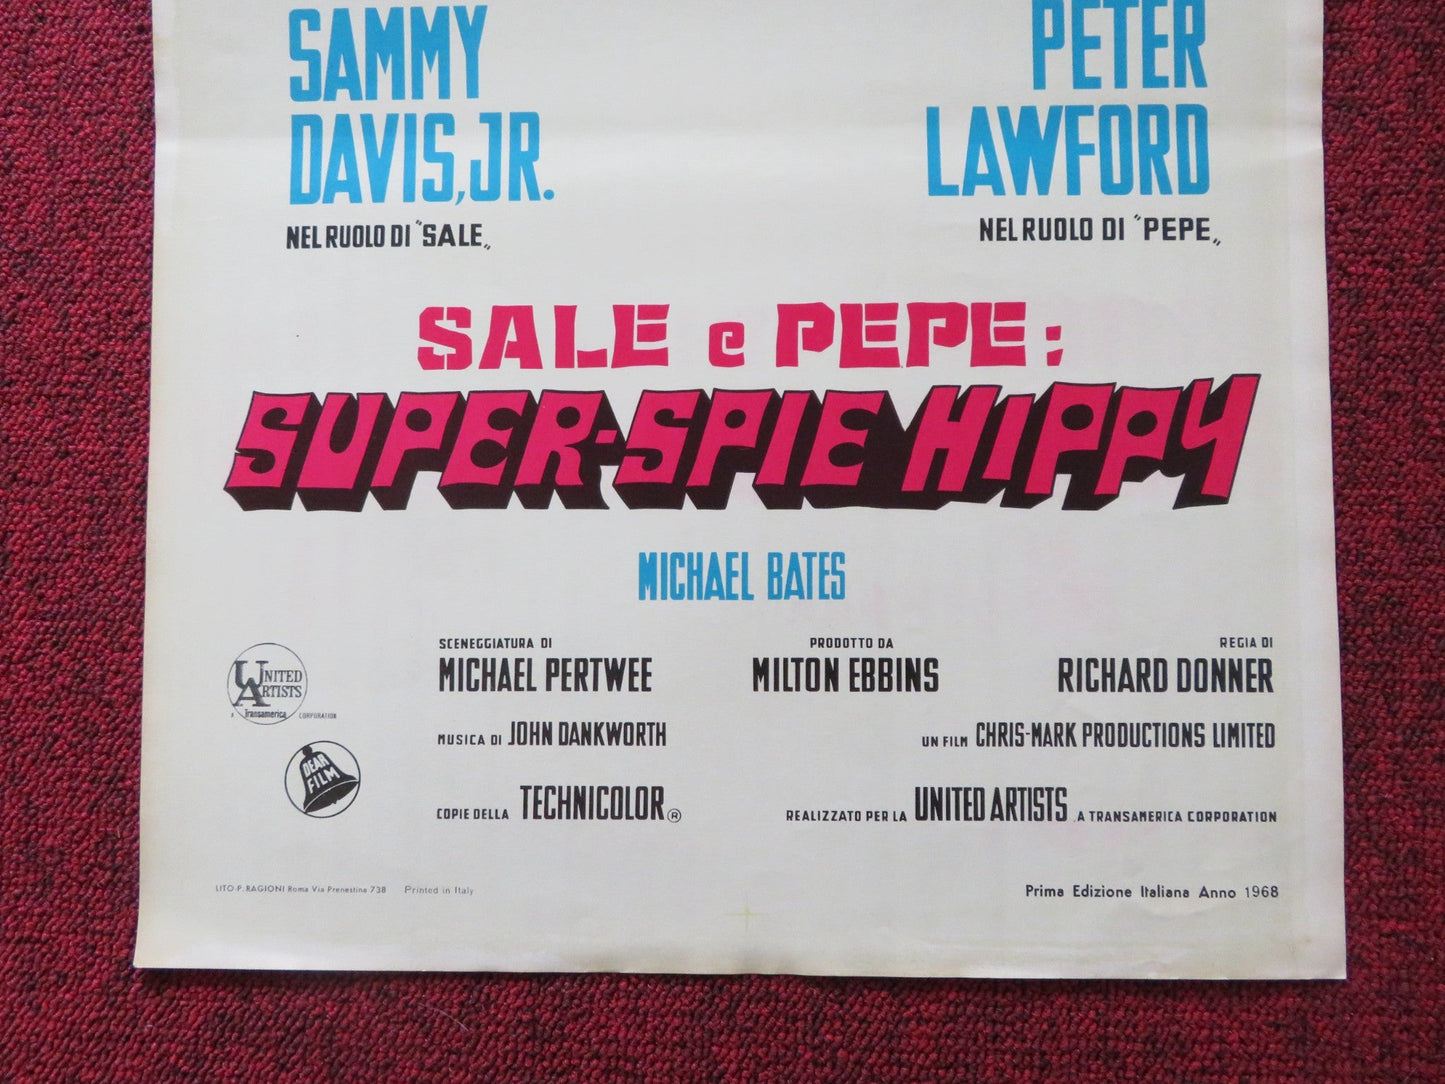 SAMMY
DAVIS, JR.
NEL RUOLO DI "SALE"
PETER
LAWFORD
NEL RUOLO DI "PEPE"
SALE e PEPE:
SUPER-SPIE HIPPY
MICHAEL BATES
SCENEGGIATURA DI
MICHAEL PERTWEE
PRODOTTO DA
MILTON EBBINS
REGIA DI
RICHARD DONNER
UNITED
ARTISTS
A Transamerica CORPORATION
MUSICA DI JOHN DANKWORTH
UN FILM CHRIS-MARK PRODUCTIONS LIMITED
DEAR
FILM
COPIE DELLA TECHNICOLOR®
REALIZZATO PER LA UNITED ARTISTS A TRANSAMERICA CORPORATION
LITO-P. RAGIONI Roma Via Prenestina 738 Printed in Italy
Prima Edizione Italiana Anno 1968